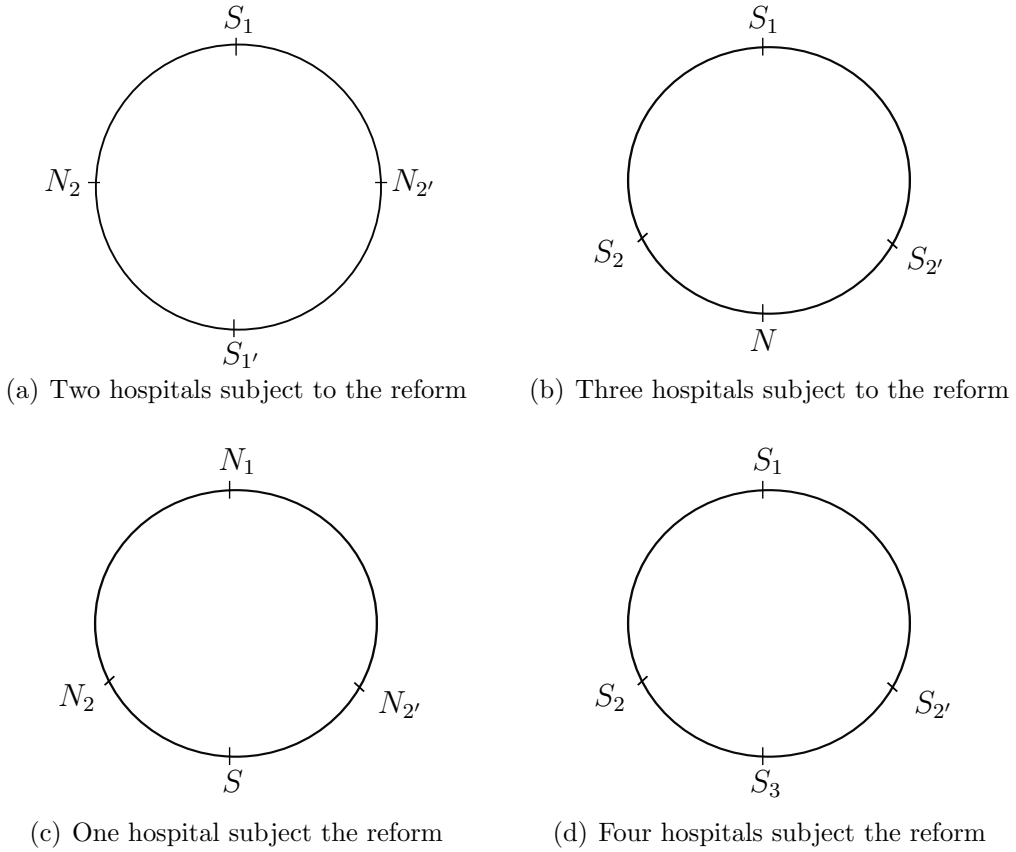 S₁
S₁
N₂ N₂′
S₂ S₂′
S₁′
N
(a) Two hospitals subject to the reform
(b) Three hospitals subject to the reform
N₁
S₁
N₂ N₂′
S₂ S₂′
S
S₃
(c) One hospital subject the reform
(d) Four hospitals subject the reform